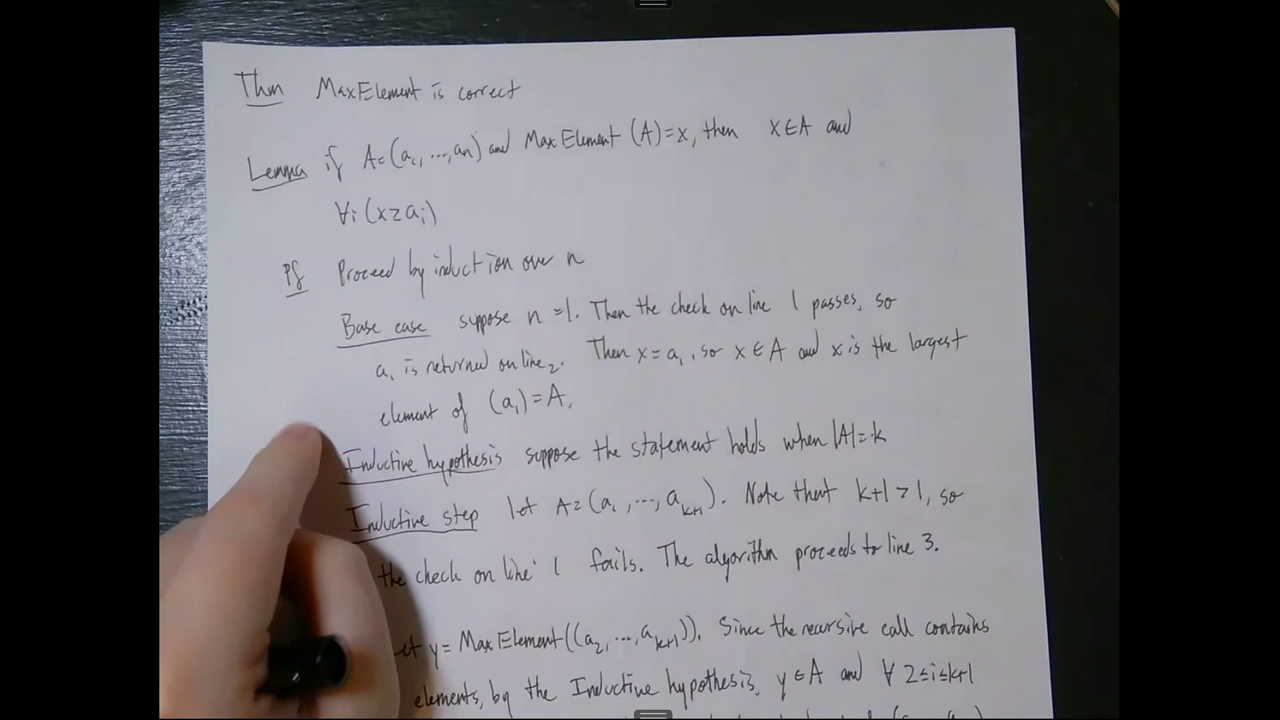 Thm MaxElement is correct
Lemma if A=(a₁, ..., aₙ) and MaxElement (A)=x, then x∈A and
∀i (x≥aᵢ)
Pf Proceed by induction over n
Base case suppose n=1. Then the check on line 1 passes, so
a₁ is returned on line 2. Then x=a₁, so x∈A and x is the largest
element of (a₁)=A.
Inductive hypothesis suppose the statement holds when |A|=k
Inductive step let A=(a₁, ..., aₖ₊₁). Note that k+1>1, so
the check on line 1 fails. The algorithm proceeds to line 3.
y=MaxElement((a₂, ..., aₖ₊₁)). Since the recursive call contains
elements, by the Inductive hypothesis, y∈A and ∀ 2≤i≤k+1